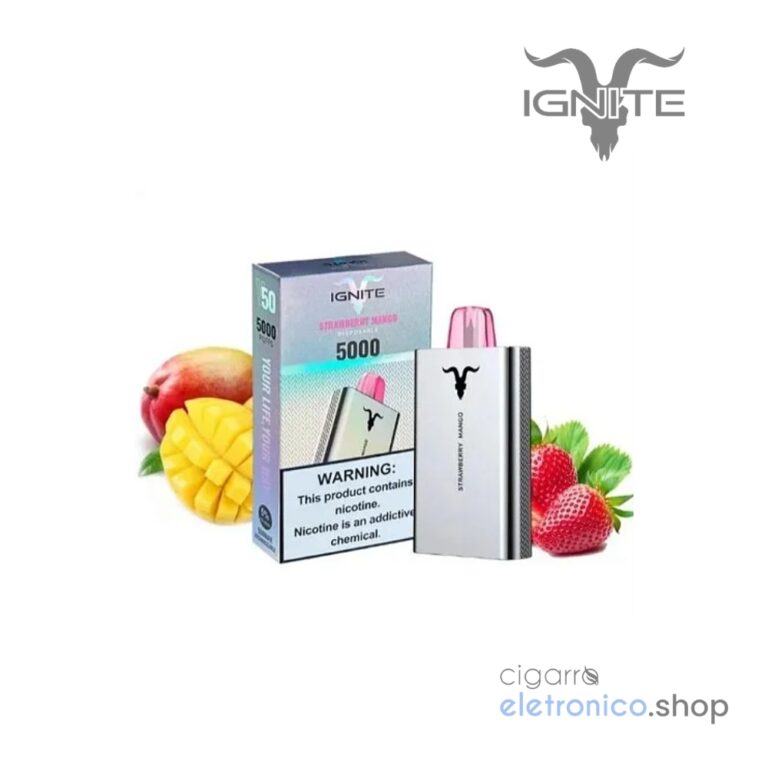 IGNITE
IGNITE
STRAWBERRY MANGO
DISPOSABLE
5000
50
5000
PUFFS
YOUR LIFE. YOUR
WARNING:
This product contains
nicotine.
Nicotine is an addictive
chemical.
STRAWBERRY MANGO
cigarro
eletronico.shop